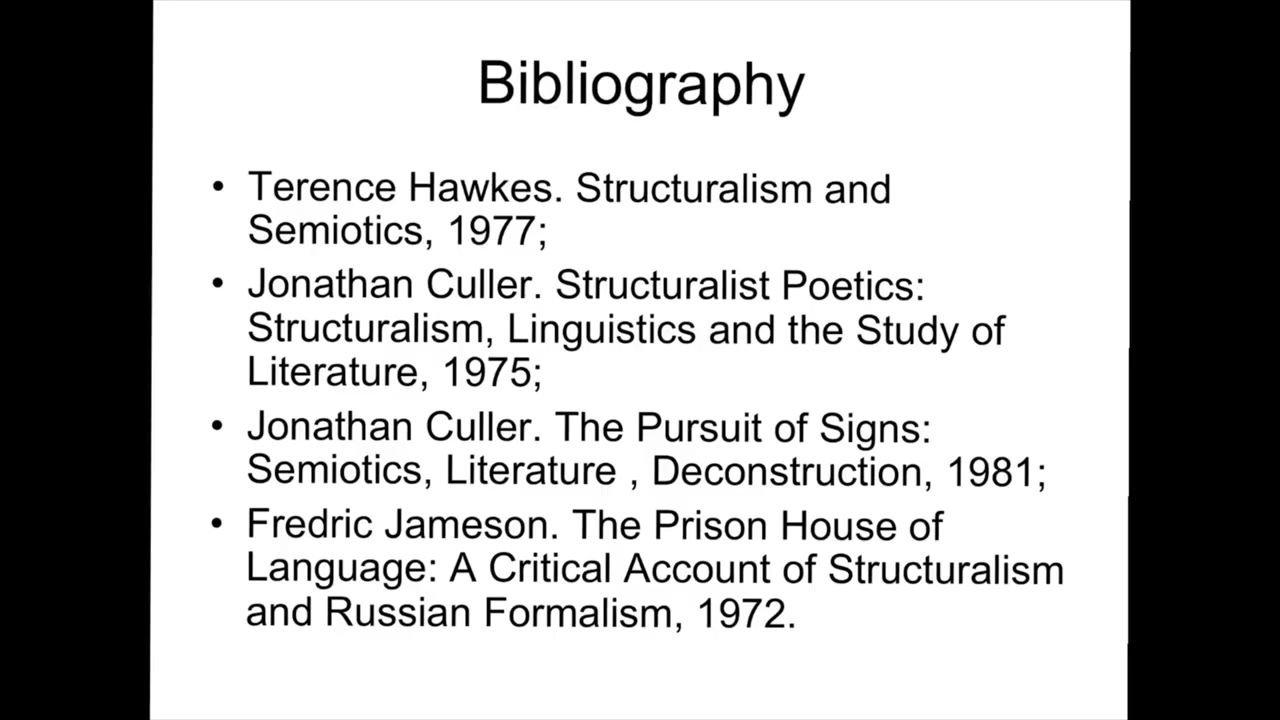 Bibliography
• Terence Hawkes. Structuralism and
Semiotics, 1977;
• Jonathan Culler. Structuralist Poetics:
Structuralism, Linguistics and the Study of
Literature, 1975;
• Jonathan Culler. The Pursuit of Signs:
Semiotics, Literature , Deconstruction, 1981;
• Fredric Jameson. The Prison House of
Language: A Critical Account of Structuralism
and Russian Formalism, 1972.